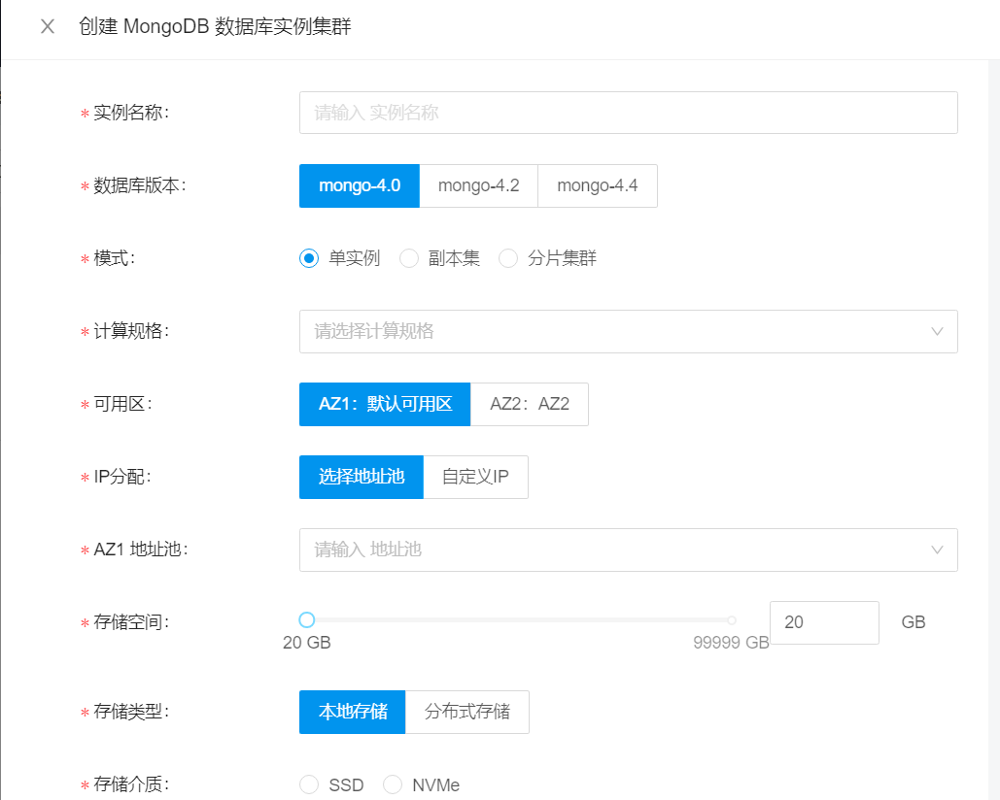 创建 MongoDB 数据库实例集群
* 实例名称: 请输入 实例名称
* 数据库版本: mongo-4.0 mongo-4.2 mongo-4.4
* 模式: 单实例 副本集 分片集群
* 计算规格: 请选择计算规格
* 可用区: AZ1：默认可用区 AZ2：AZ2
* IP分配: 选择地址池 自定义IP
* AZ1 地址池: 请输入 地址池
* 存储空间: 20 GB
20 GB 99999 GB
* 存储类型: 本地存储 分布式存储
* 存储介质: SSD NVMe